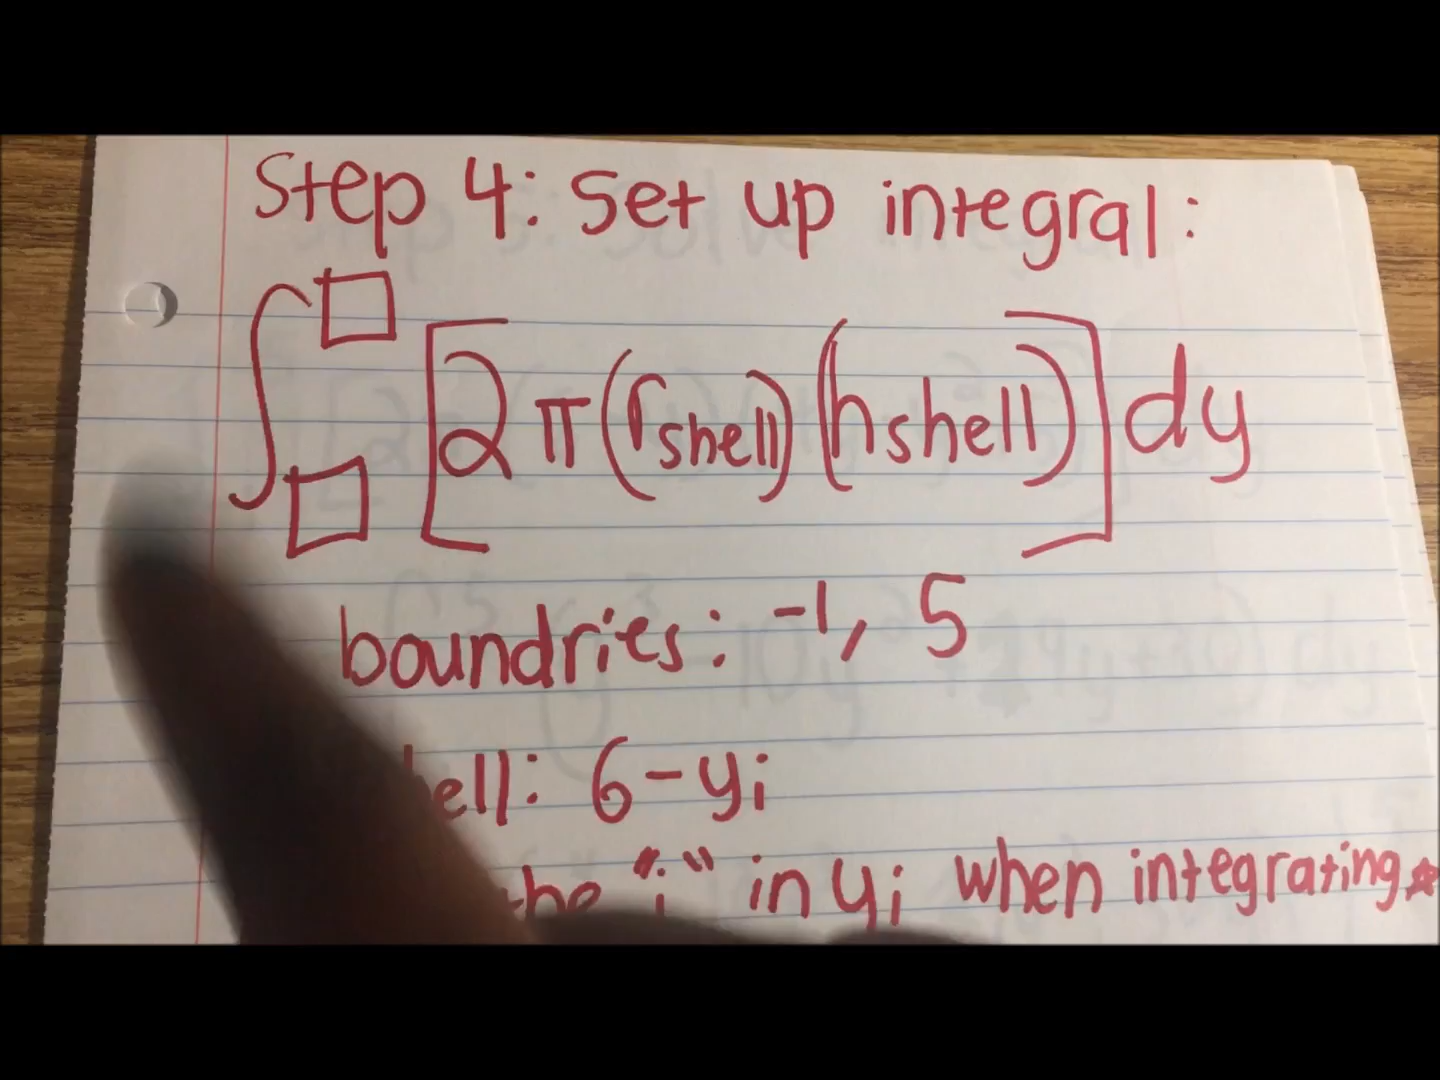 Step 4: Set up integral:
∫□□ [2π(rshell)(hshell)] dy
boundries: -1, 5
ell: 6-yi
the "i" in yi when integrating★